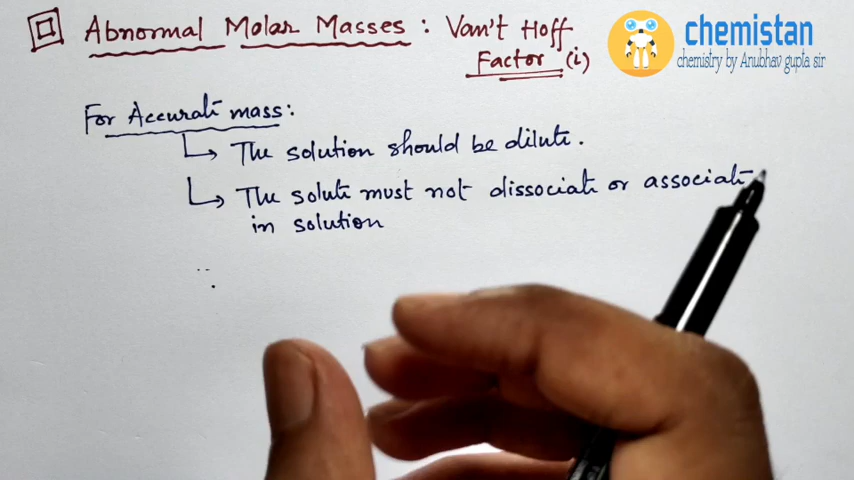 Abnormal Molar Masses : Van't Hoff
Factor (i)
chemistan
chemistry by Anubhav gupta sir
For Accurate mass:
The solution should be dilute.
The solute must not dissociate or associate
in solution